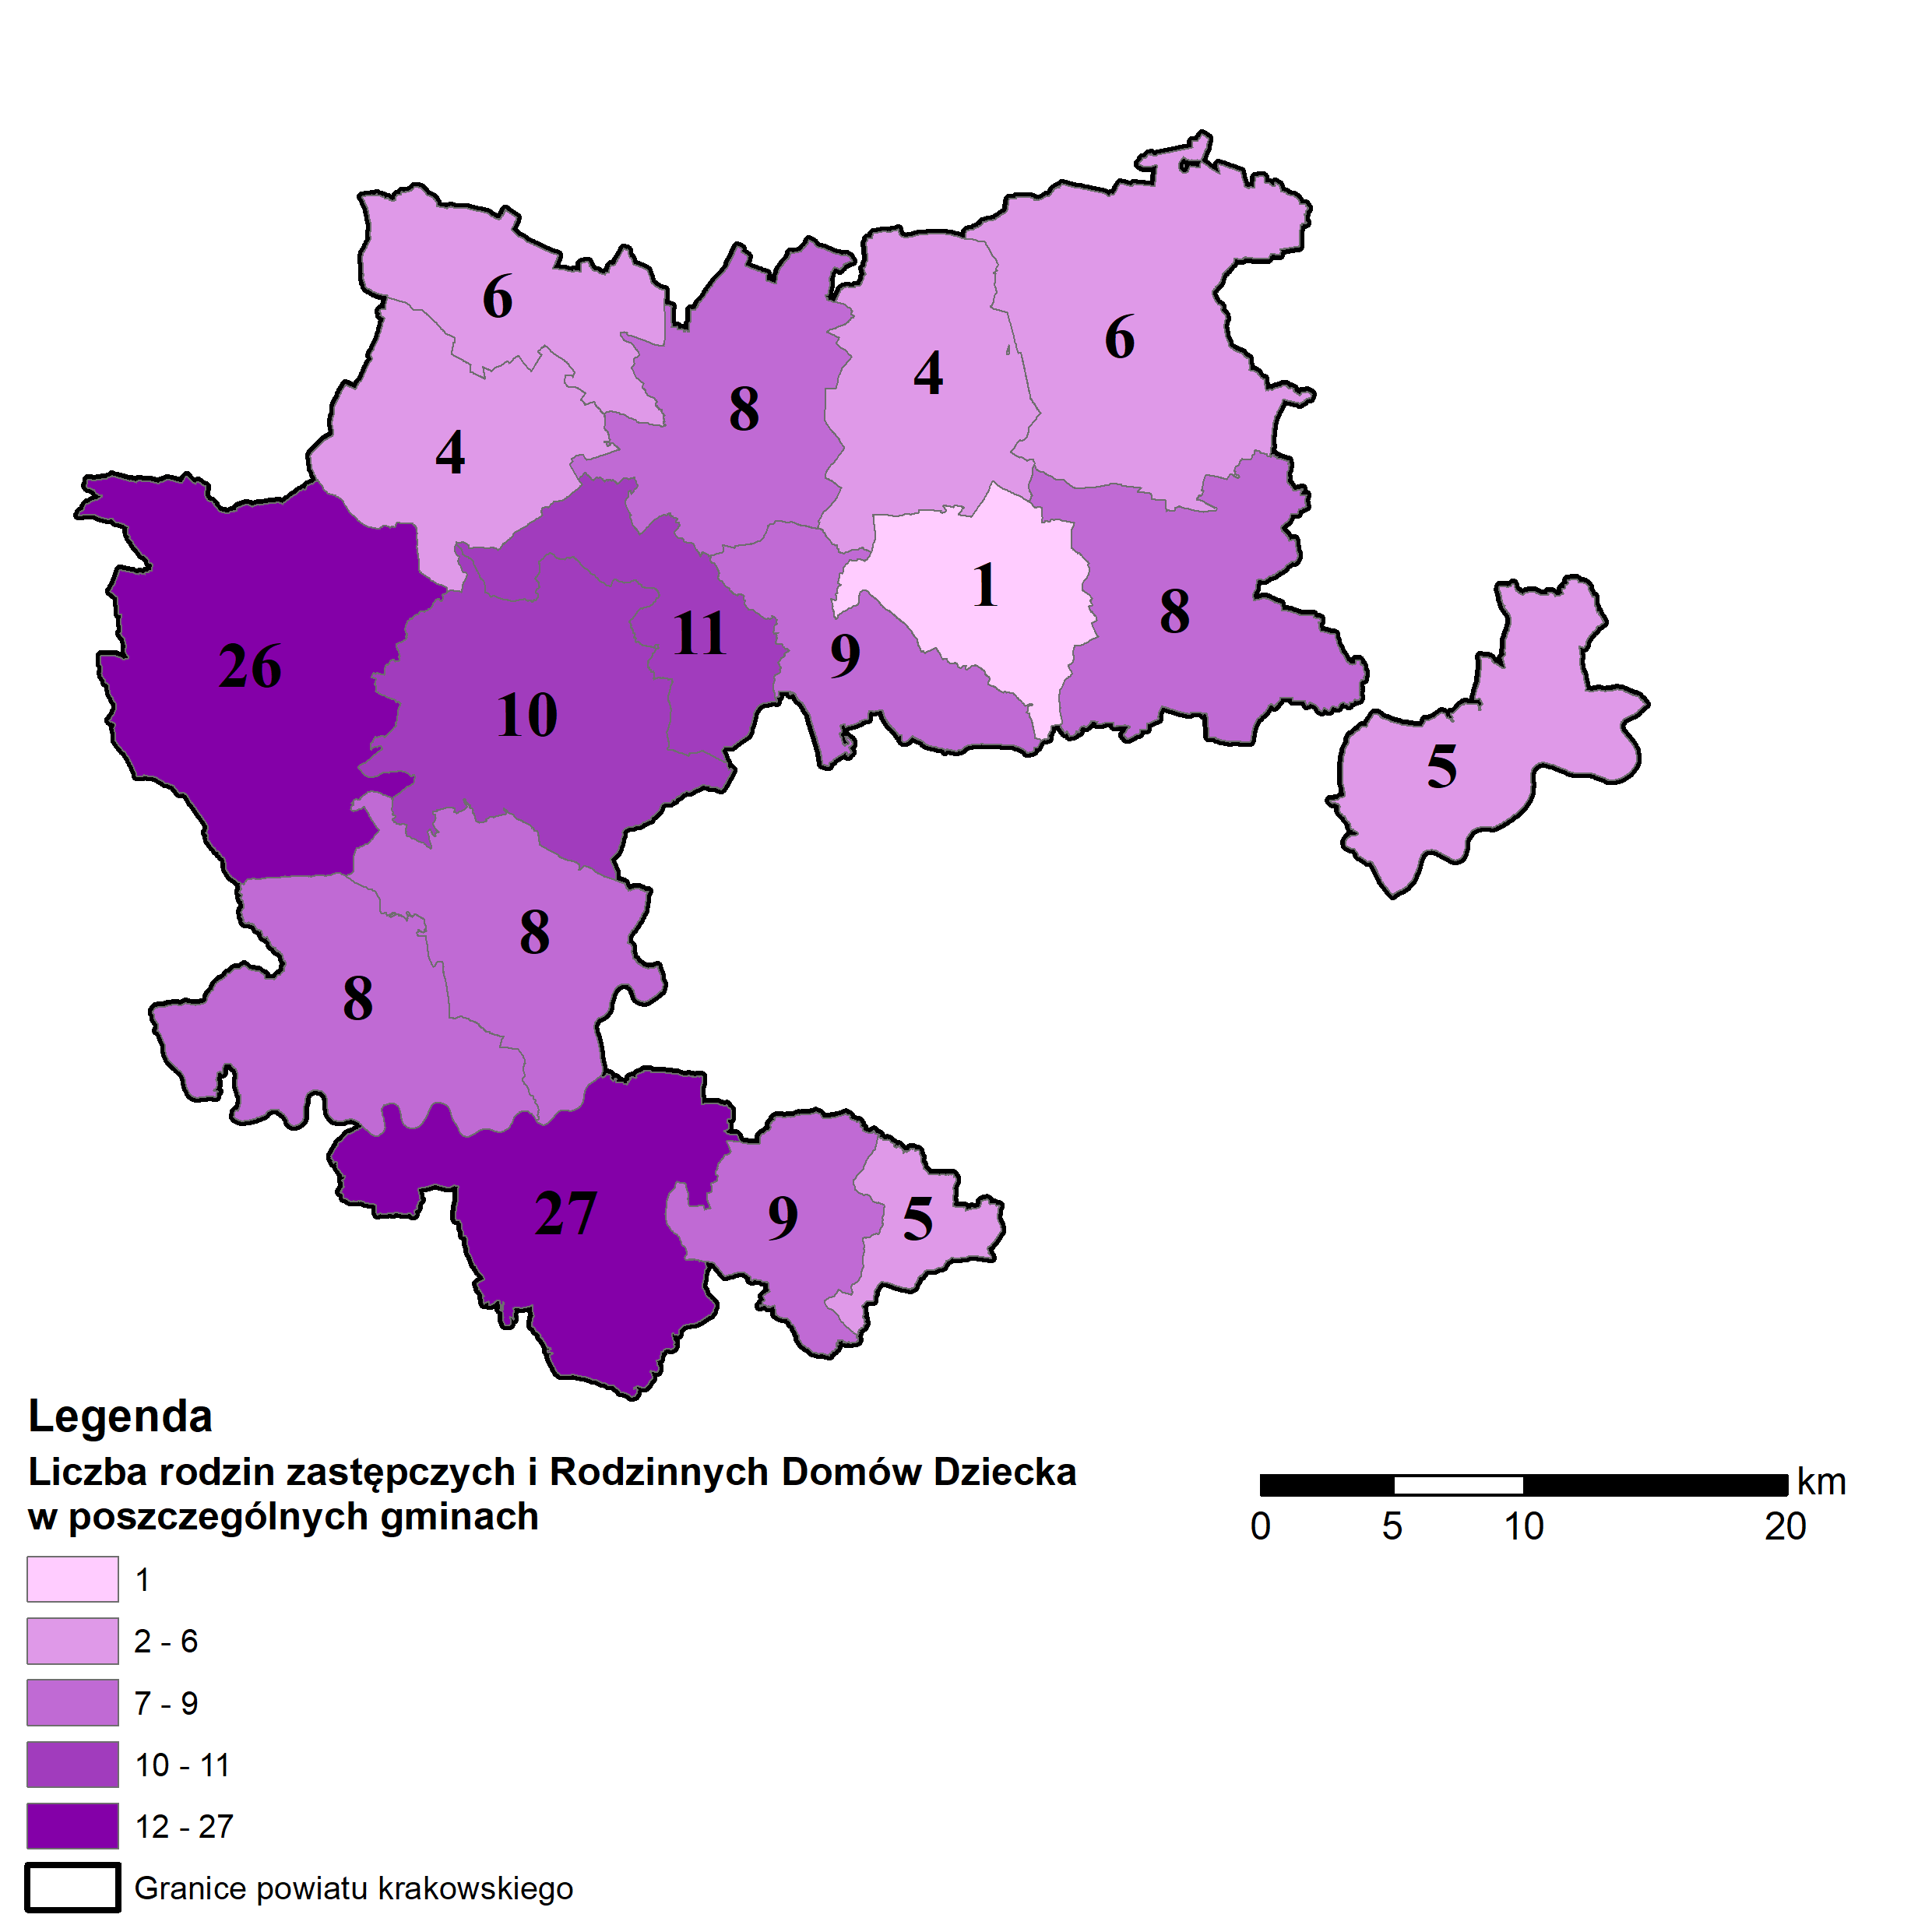 6
4
6
8
4
26
11
1
8
9
10
5
8
8
27
9
5
Legenda
Liczba rodzin zastępczych i Rodzinnych Domów Dziecka
w poszczególnych gminach
km
0 5 10 20
1
2 - 6
7 - 9
10 - 11
12 - 27
Granice powiatu krakowskiego